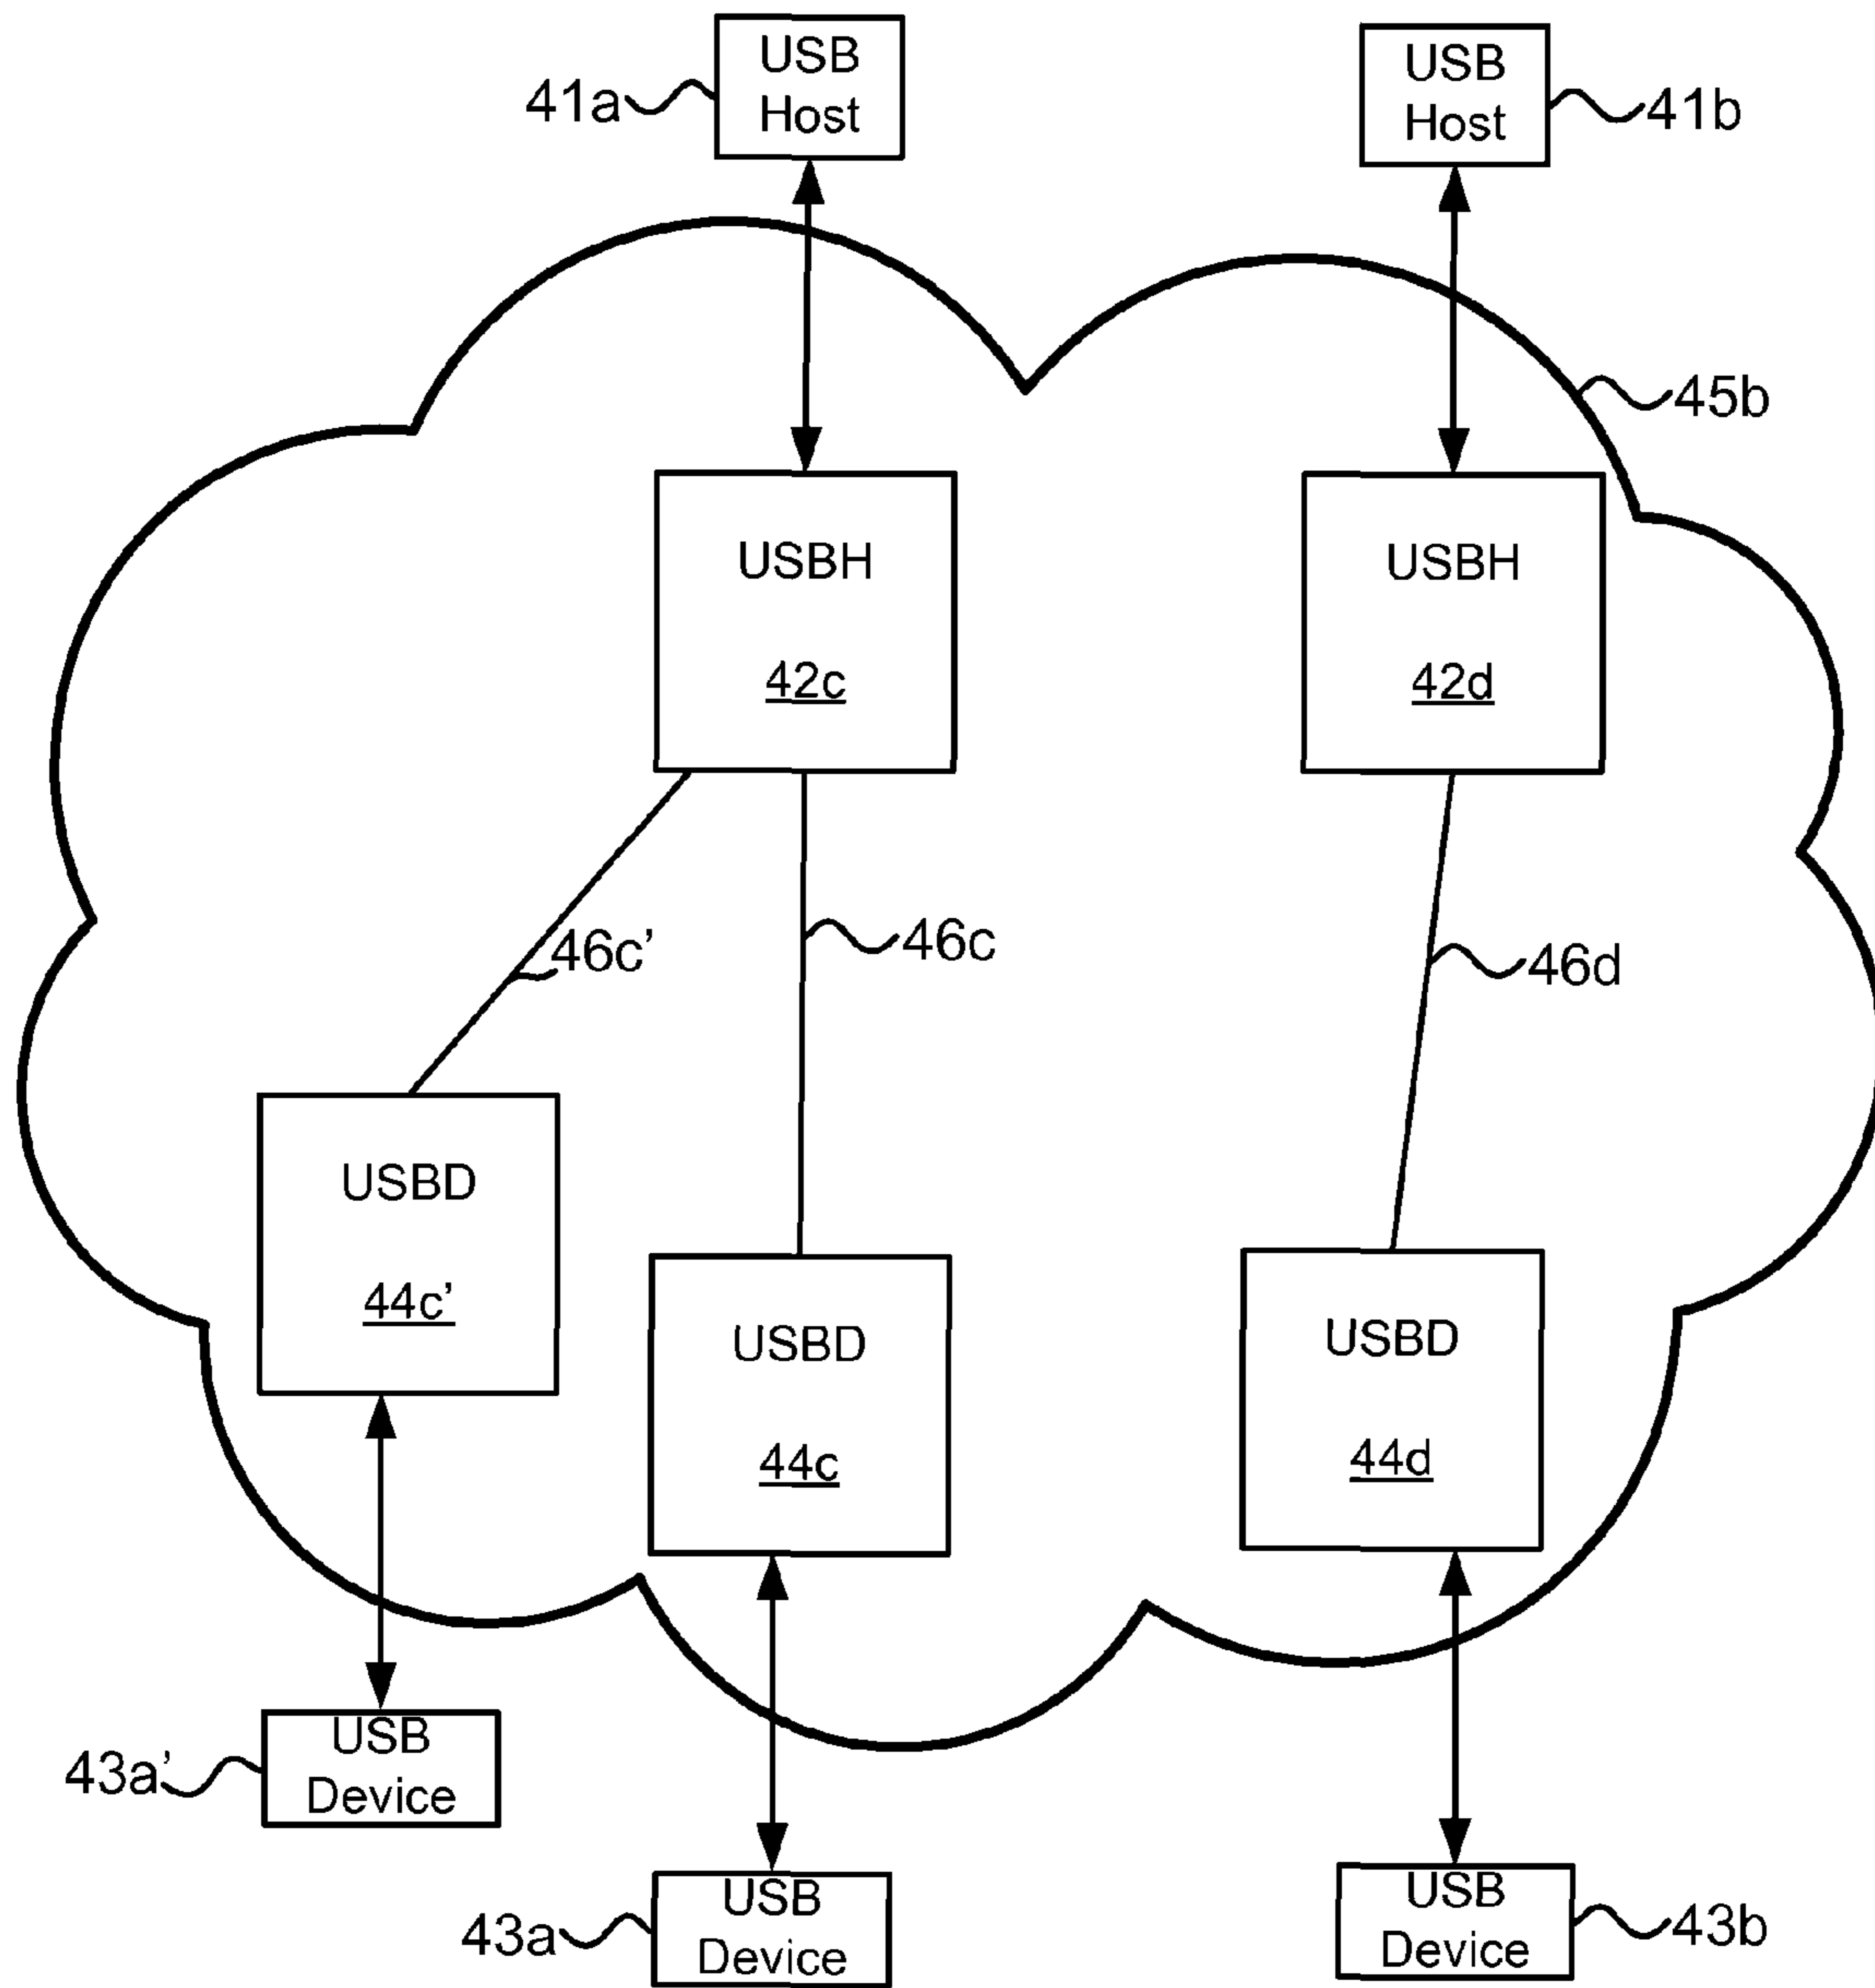 USB
Host
41a
USB
Host
41b
45b
USBH
42c
USBH
42d
46c’
46c
46d
USBD
44c’
USBD
44c
USBD
44d
USB
Device
43a’
USB
Device
43a
USB
Device
43b